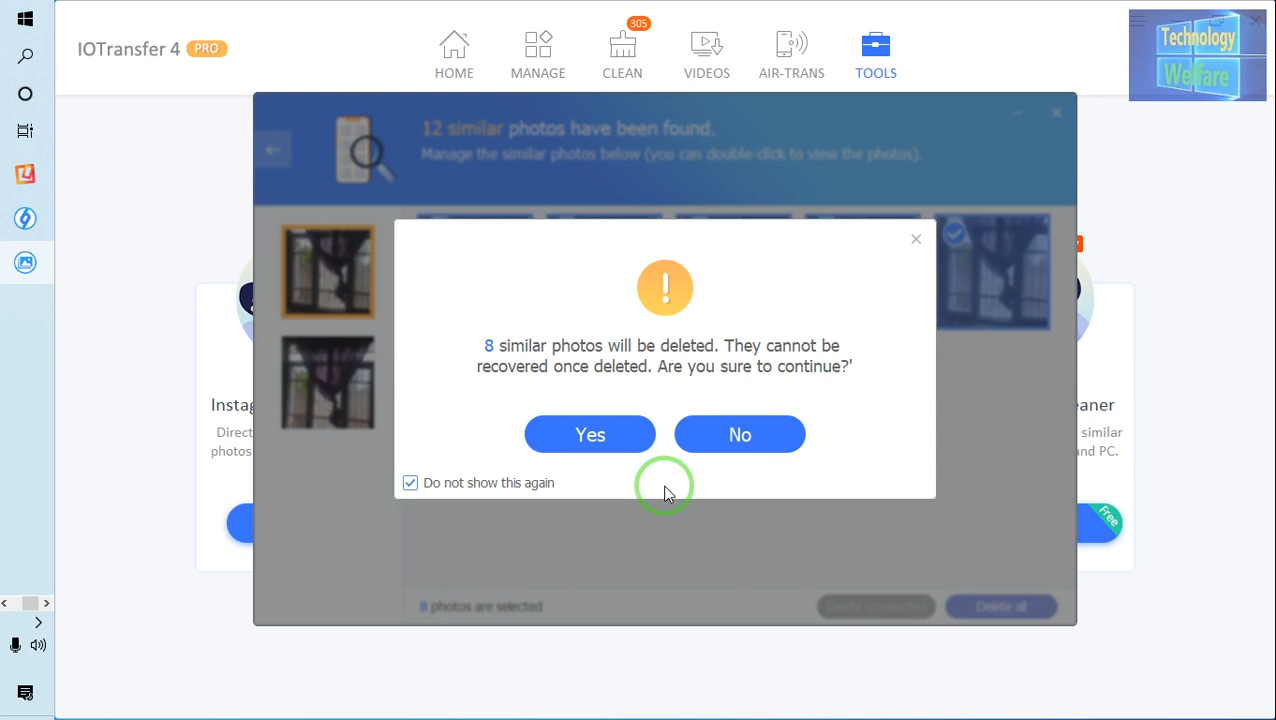 IOTransfer 4 PRO
305
HOME
MANAGE
CLEAN
VIDEOS
AIR-TRANS
TOOLS
Technology
Welfare
12 similar photos have been found.
Manage the similar photos below (you can double-click to view the photos).
8 similar photos will be deleted. They cannot be
recovered once deleted. Are you sure to continue?'
Yes
No
Do not show this again
Insta
eaner
Direct
similar
photos
and PC.
Free
8 photos are selected
Delete all